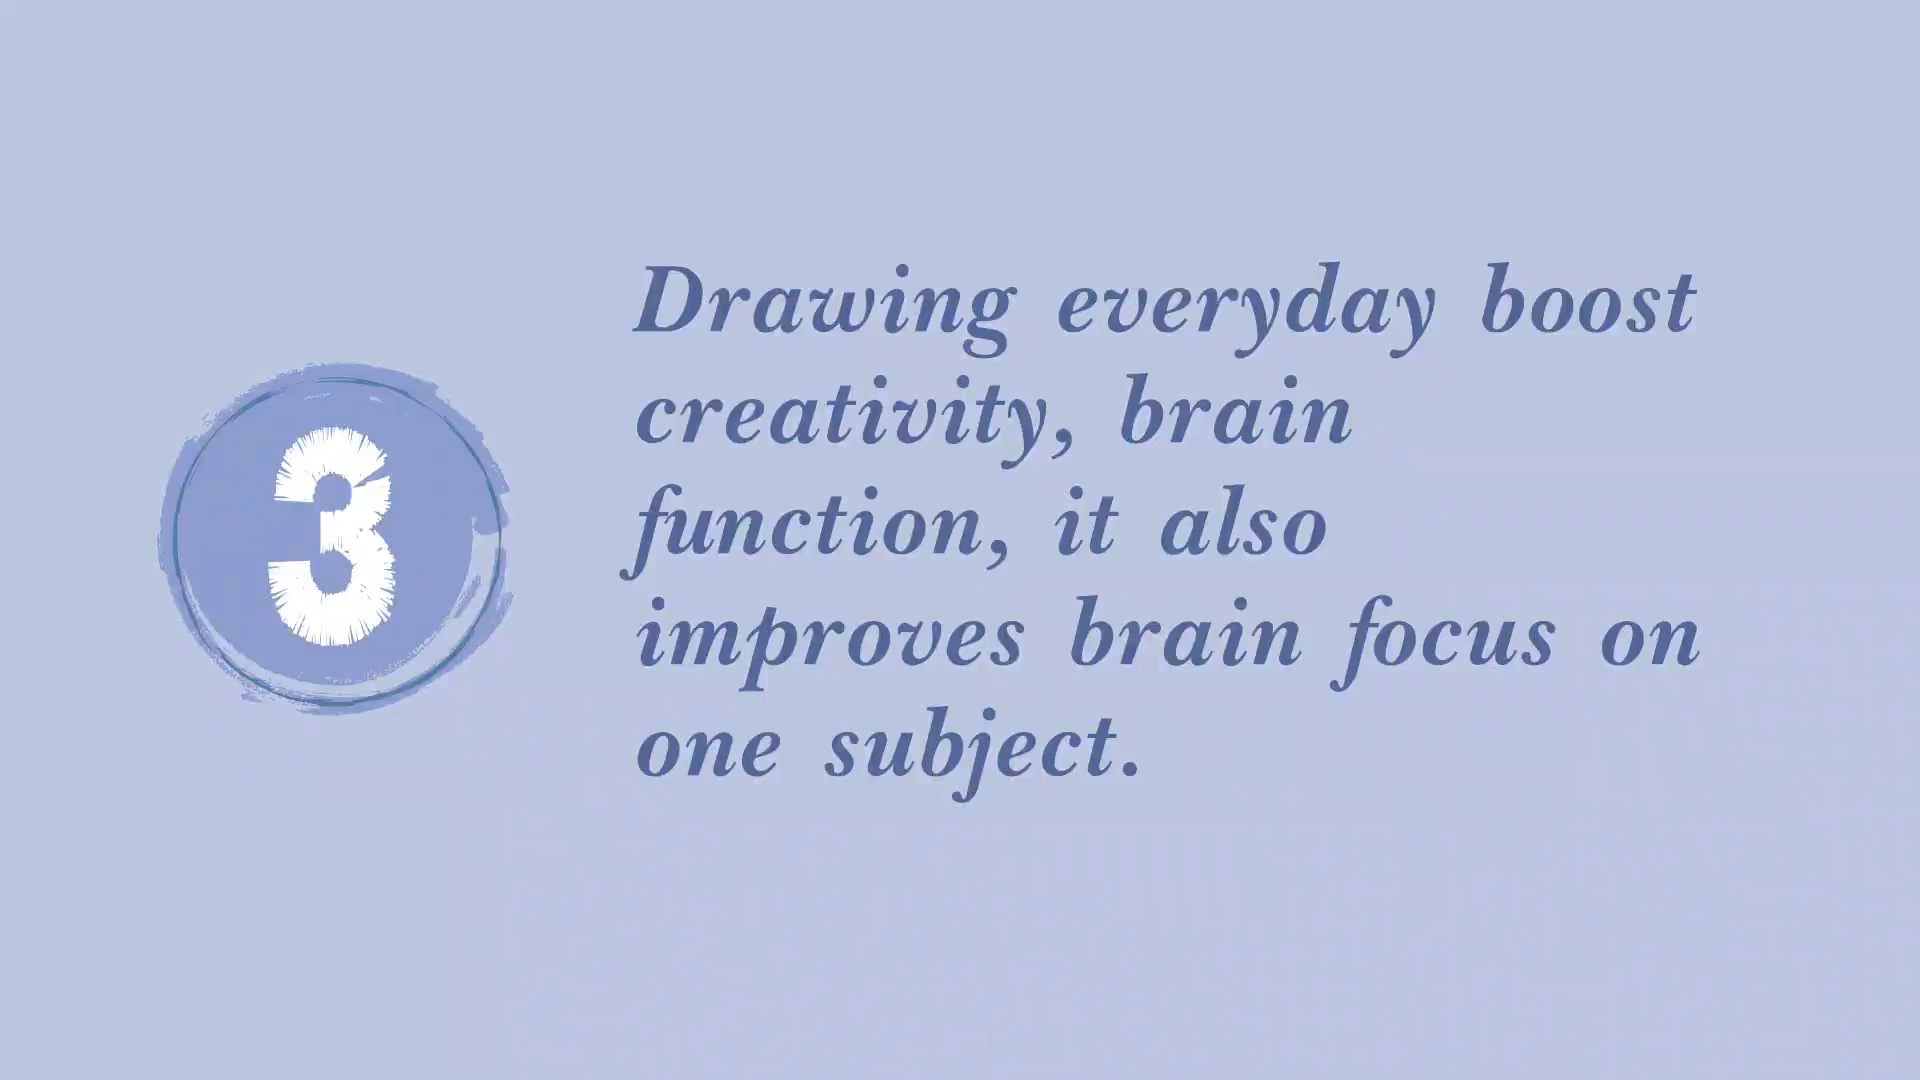 3
Drawing everyday boost
creativity, brain
function, it also
improves brain focus on
one subject.